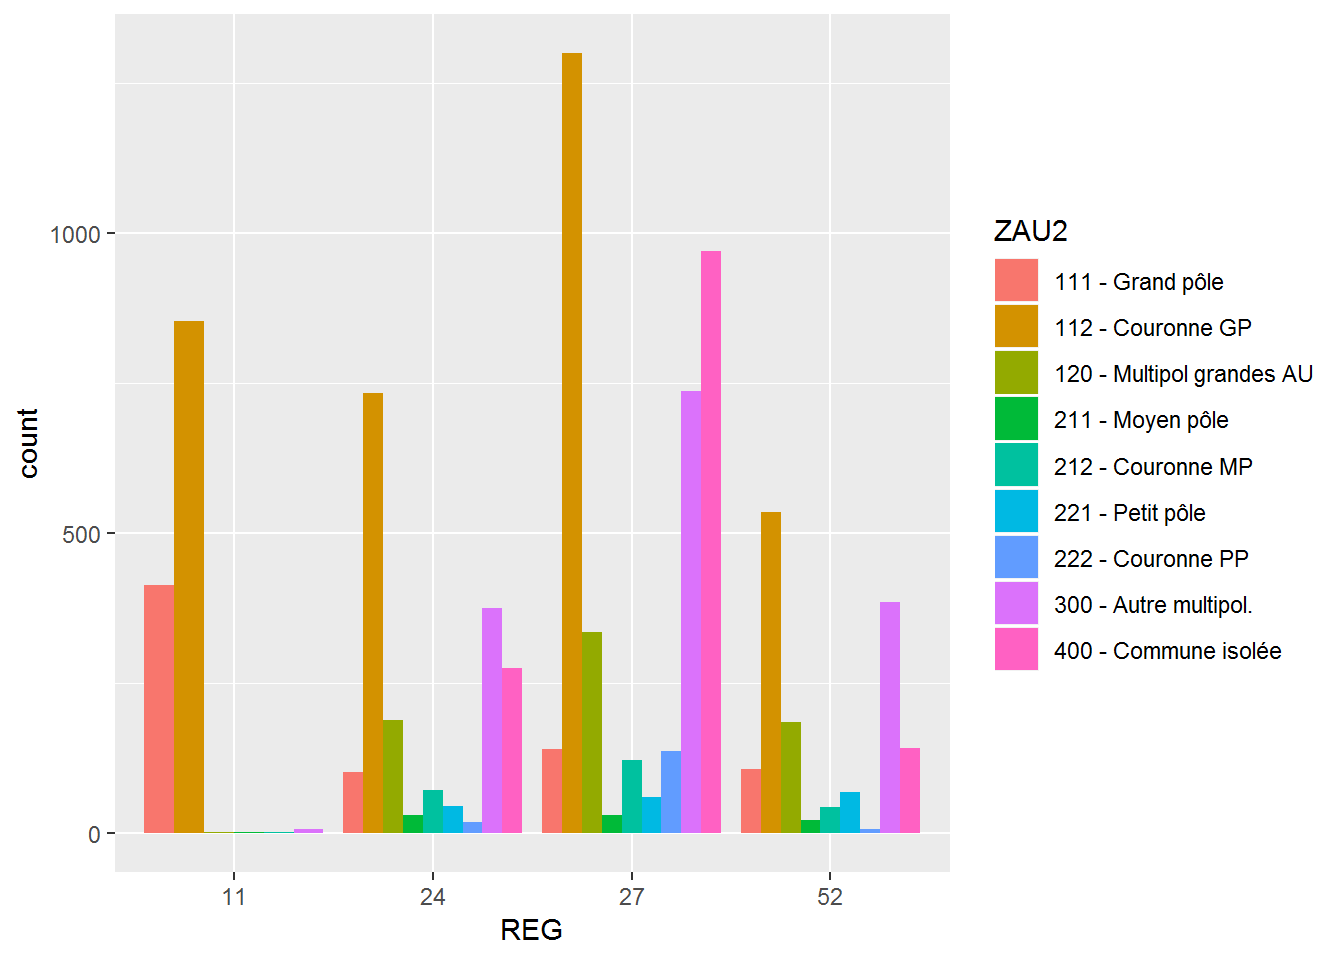 count
1000
500
0
11
24
27
52
REG
ZAU2
111 - Grand pôle
112 - Couronne GP
120 - Multipol grandes AU
211 - Moyen pôle
212 - Couronne MP
221 - Petit pôle
222 - Couronne PP
300 - Autre multipol.
400 - Commune isolée